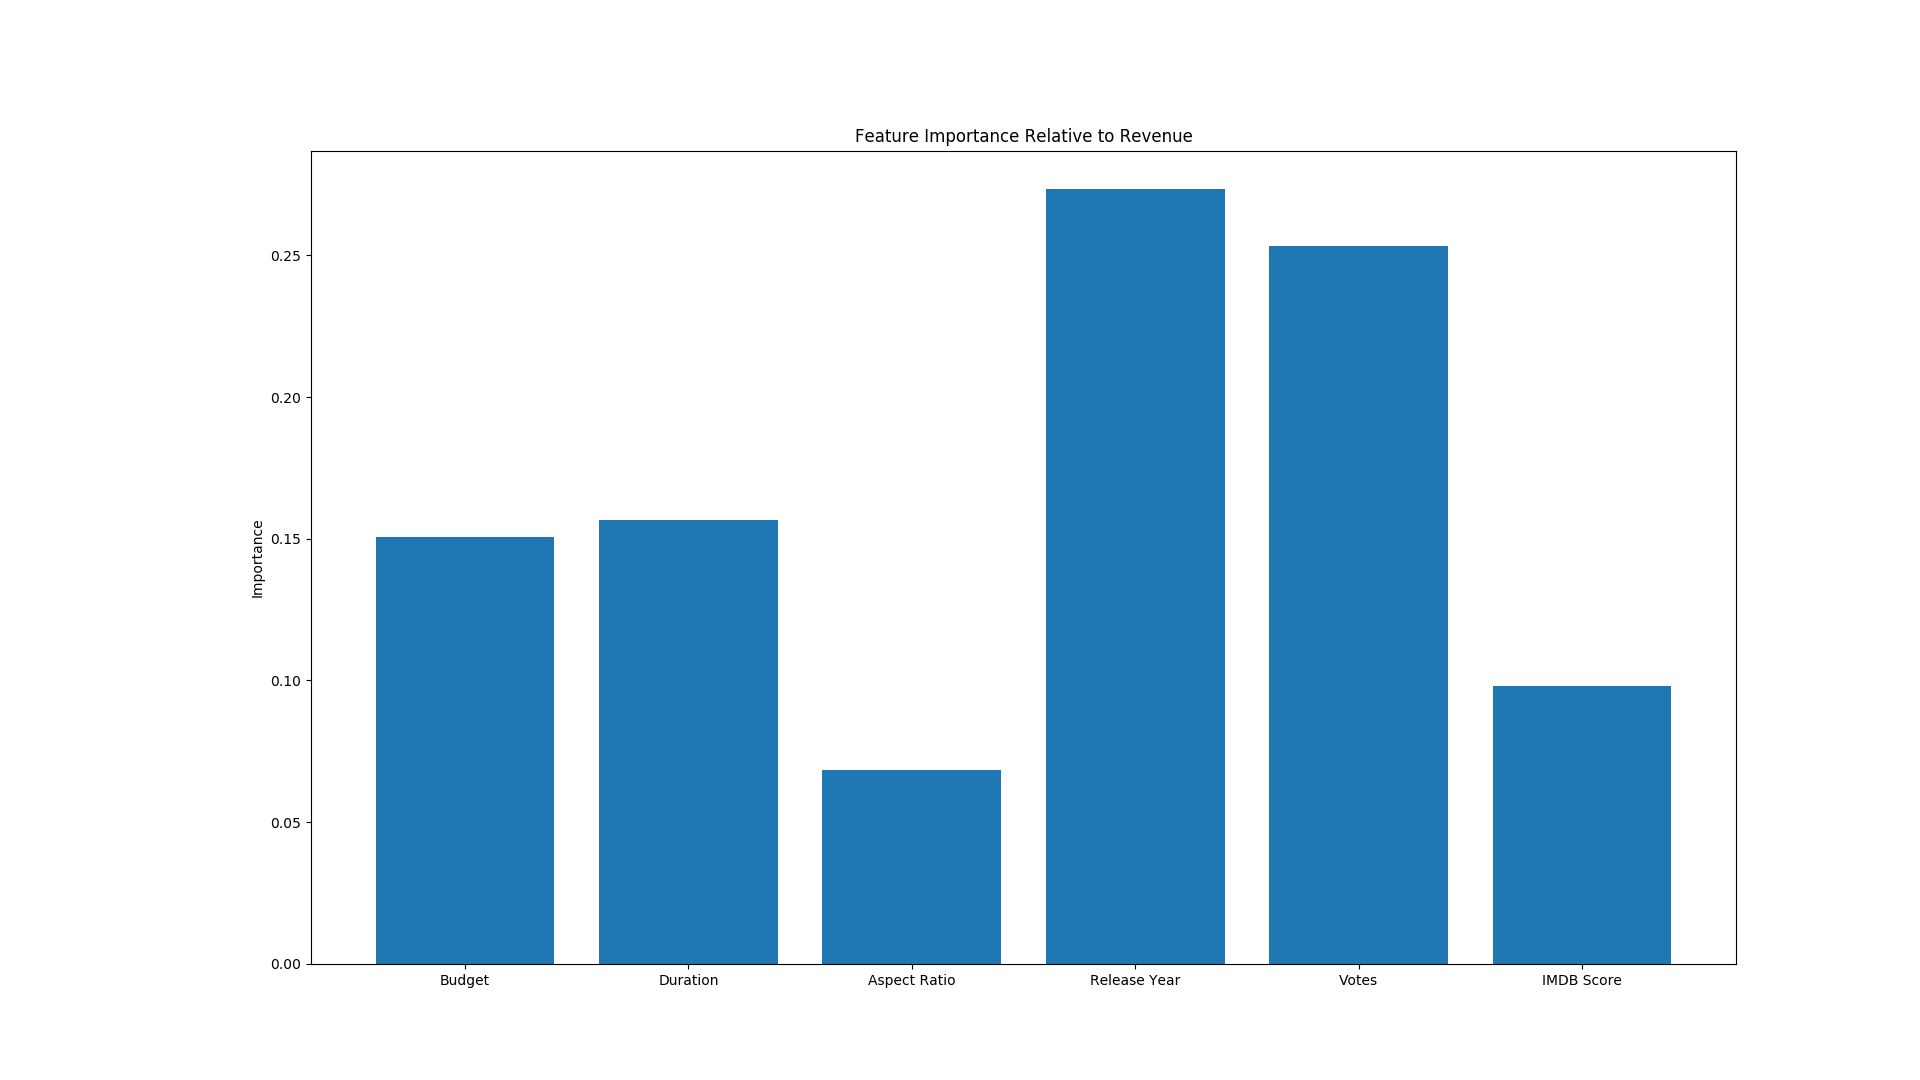 Feature Importance Relative to Revenue
Importance
0.25
0.20
0.15
0.10
0.05
0.00
Budget Duration Aspect Ratio Release Year Votes IMDB Score